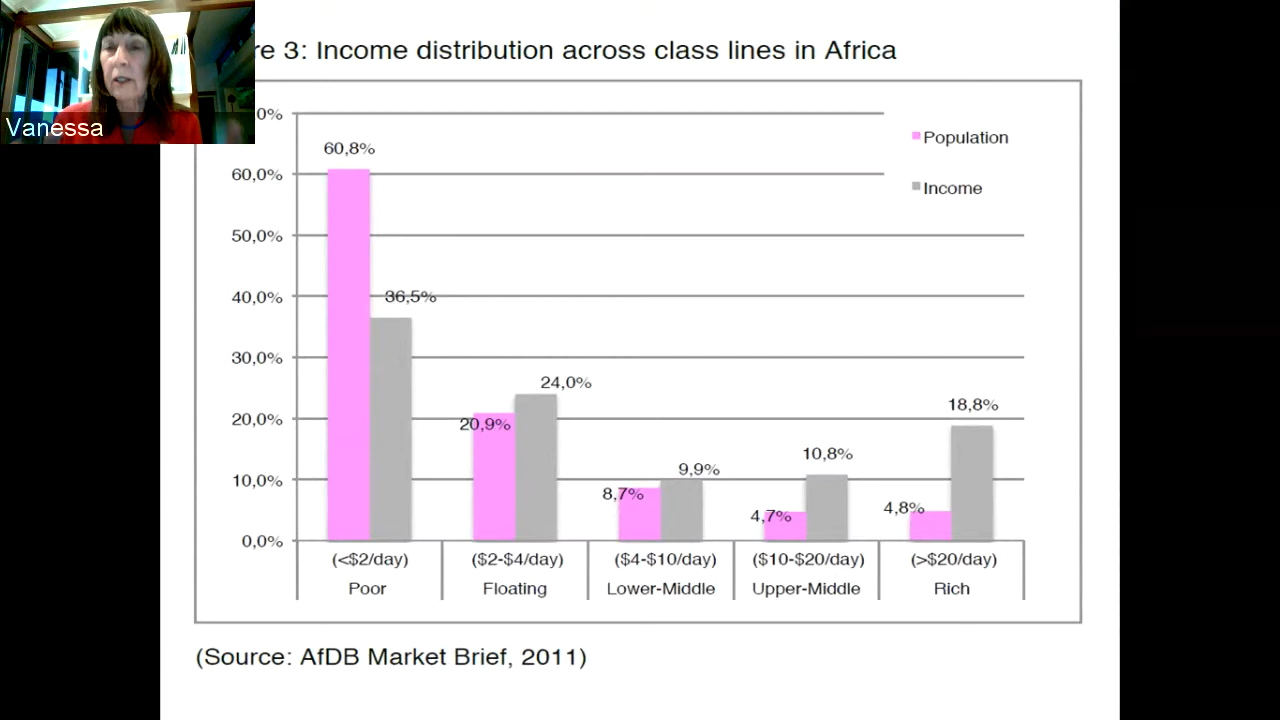 Vanessa
re 3: Income distribution across class lines in Africa
0%
60,0%
50,0%
40,0%
30,0%
20,0%
10,0%
0,0%
60,8%
36,5%
20,9%
24,0%
8,7%
9,9%
4,7%
10,8%
4,8%
18,8%
Population
Income
(<$2/day)
Poor
($2-$4/day)
Floating
($4-$10/day)
Lower-Middle
($10-$20/day)
Upper-Middle
(>$20/day)
Rich
(Source: AfDB Market Brief, 2011)